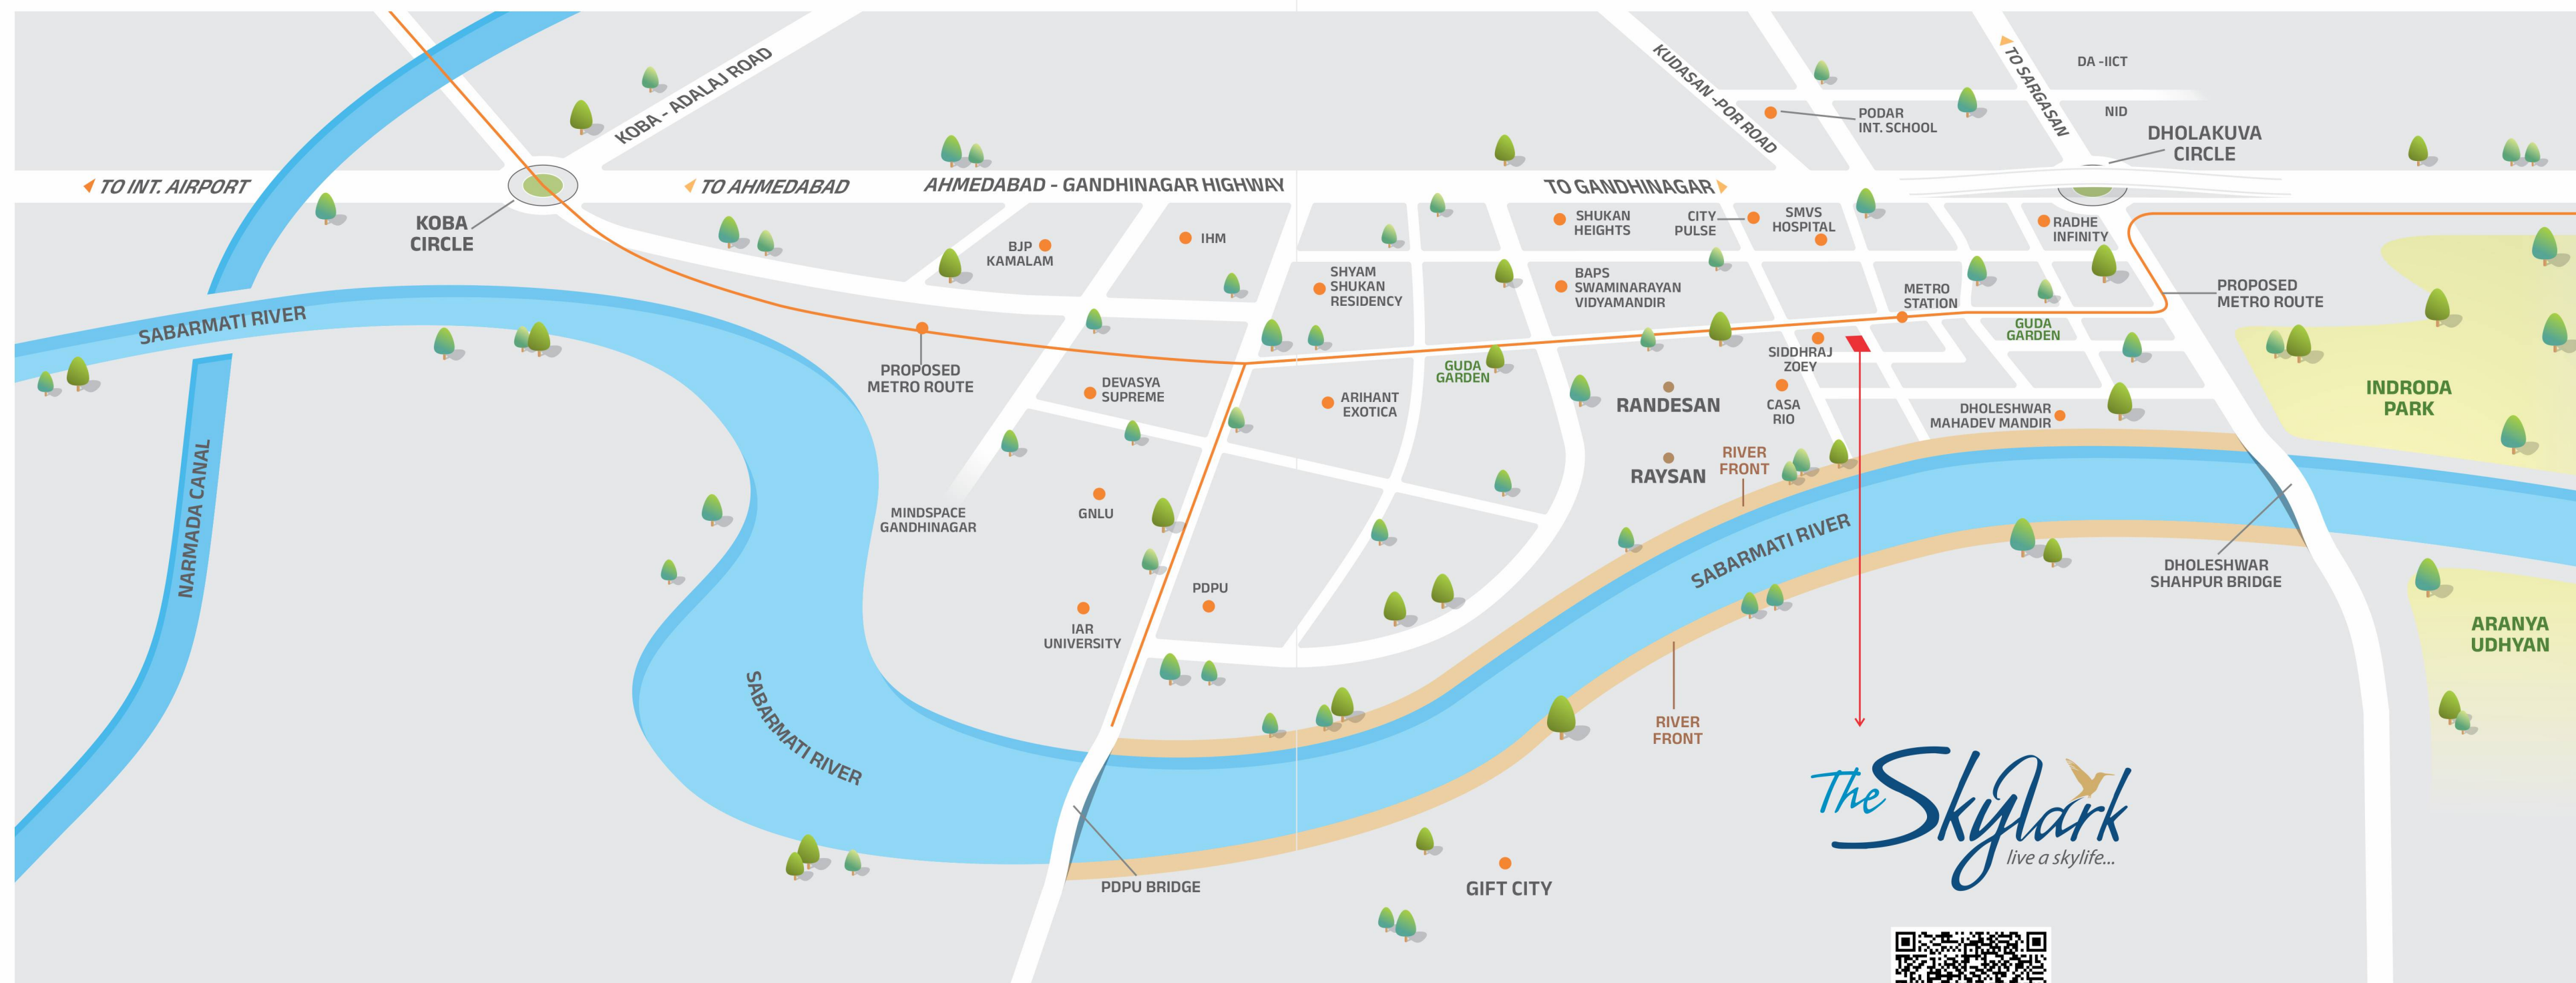 KOBA - ADALAJ ROAD
KUDASAN -POR ROAD
TO SARGASAN
DA -IICT
NID
PODAR
INT. SCHOOL
DHOLAKUVA
CIRCLE
TO INT. AIRPORT
TO AHMEDABAD
AHMEDABAD - GANDHINAGAR HIGHWAY
TO GANDHINAGAR
KOBA
CIRCLE
BJP
KAMALAM
IHM
SHUKAN
HEIGHTS
CITY
PULSE
SMVS
HOSPITAL
RADHE
INFINITY
SHYAM
SHUKAN
RESIDENCY
BAPS
SWAMINARAYAN
VIDYAMANDIR
METRO
STATION
PROPOSED
METRO ROUTE
SABARMATI RIVER
GUDA
GARDEN
SIDDHRAJ
ZOEY
PROPOSED
METRO ROUTE
DEVASYA
SUPREME
GUDA
GARDEN
ARIHANT
EXOTICA
RANDESAN
CASA
RIO
DHOLESHWAR
MAHADEV MANDIR
INDRODA
PARK
NARMADA CANAL
RAYSAN
RIVER
FRONT
MINDSPACE
GANDHINAGAR
GNLU
SABARMATI RIVER
DHOLESHWAR
SHAHPUR BRIDGE
PDPU
IAR
UNIVERSITY
ARANYA
UDHYAN
SABARMATI RIVER
RIVER
FRONT
The Skylark
live a skylife...
PDPU BRIDGE
GIFT CITY